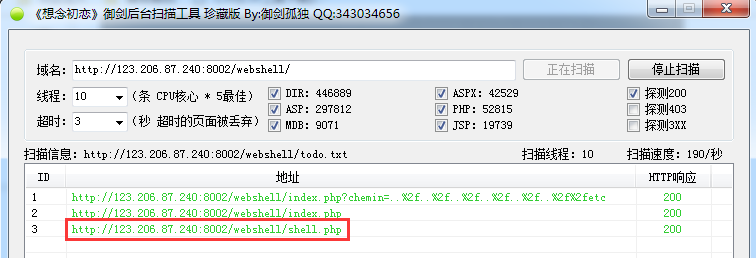 《想念初恋》御剑后台扫描工具 珍藏版 By:御剑孤独 QQ:343034656
域名: http://123.206.87.240:8002/webshell/ 正在扫描 停止扫描
线程: 10 (条 CPU核心 * 5最佳) DIR: 446889 ASPX: 42529 探测200
ASP: 297812 PHP: 52815 探测403
超时: 3 (秒 超时的页面被丢弃) MDB: 9071 JSP: 19739 探测3XX
扫描信息: http://123.206.87.240:8002/webshell/todo.txt 扫描线程: 10 扫描速度: 190/秒
ID 地址 HTTP响应
1 http://123.206.87.240:8002/webshell/index.php?chemin=..%2f..%2f..%2f..%2f..%2f..%2f%2fetc 200
2 http://123.206.87.240:8002/webshell/index.php 200
3 http://123.206.87.240:8002/webshell/shell.php 200